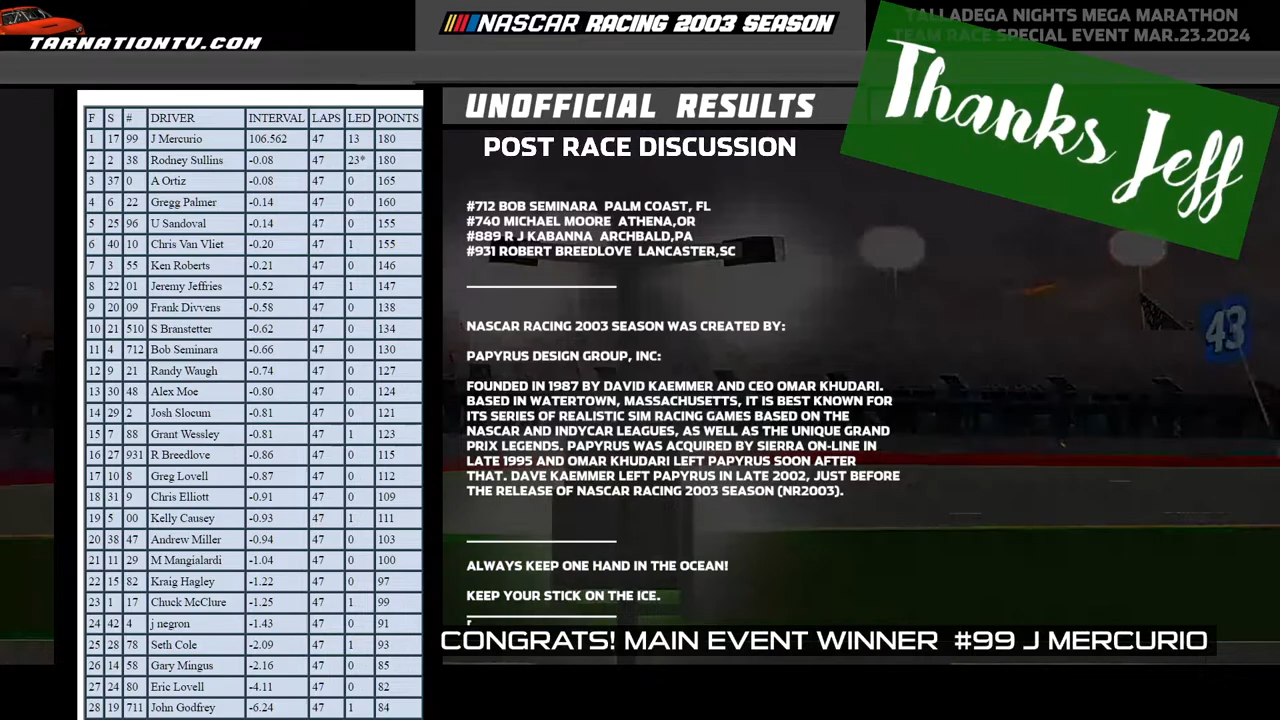 TARNATIONTV.COM
NASCAR RACING 2003 SEASON
TALLADEGA NIGHTS MEGA MARATHON
TEAM RACE SPECIAL EVENT MAR.23.2024
Thanks Jeff
F S # DRIVER INTERVAL LAPS LED POINTS
1 17 99 J Mercurio 106.562 47 13 180
2 2 38 Rodney Sullins -0.08 47 23* 180
3 37 0 A Ortiz -0.08 47 0 165
4 6 22 Gregg Palmer -0.14 47 0 160
5 25 96 U Sandoval -0.14 47 0 155
6 40 10 Chris Van Vliet -0.20 47 1 155
7 3 55 Ken Roberts -0.21 47 0 146
8 22 01 Jeremy Jeffries -0.52 47 1 147
9 20 09 Frank Divvens -0.58 47 0 138
10 21 510 S Branstetter -0.62 47 0 134
11 4 712 Bob Seminara -0.66 47 0 130
12 9 21 Randy Waugh -0.74 47 0 127
13 30 48 Alex Moe -0.80 47 0 124
14 29 2 Josh Slocum -0.81 47 0 121
15 7 88 Grant Wessley -0.81 47 1 123
16 27 931 R Breedlove -0.86 47 0 115
17 10 8 Greg Lovell -0.87 47 0 112
18 31 9 Chris Elliott -0.91 47 0 109
19 5 00 Kelly Causey -0.93 47 1 111
20 38 47 Andrew Miller -0.94 47 0 103
21 11 29 M Mangialardi -1.04 47 0 100
22 15 82 Kraig Hagley -1.22 47 0 97
23 1 17 Chuck McClure -1.25 47 1 99
24 42 4 j negron -1.43 47 0 91
25 28 78 Seth Cole -2.09 47 1 93
26 14 58 Gary Mingus -2.16 47 0 85
27 24 80 Eric Lovell -4.11 47 0 82
28 19 711 John Godfrey -6.24 47 1 84
UNOFFICIAL RESULTS
POST RACE DISCUSSION
#712 BOB SEMINARA PALM COAST, FL
#740 MICHAEL MOORE ATHENA,OR
#889 R J KABANNA ARCHBALD,PA
#931 ROBERT BREEDLOVE LANCASTER,SC
NASCAR RACING 2003 SEASON WAS CREATED BY:
PAPYRUS DESIGN GROUP, INC:
FOUNDED IN 1987 BY DAVID KAEMMER AND CEO OMAR KHUDARI.
BASED IN WATERTOWN, MASSACHUSETTS, IT IS BEST KNOWN FOR
ITS SERIES OF REALISTIC SIM RACING GAMES BASED ON THE
NASCAR AND INDYCAR LEAGUES, AS WELL AS THE UNIQUE GRAND
PRIX LEGENDS. PAPYRUS WAS ACQUIRED BY SIERRA ON-LINE IN
LATE 1995 AND OMAR KHUDARI LEFT PAPYRUS SOON AFTER
THAT. DAVE KAEMMER LEFT PAPYRUS IN LATE 2002, JUST BEFORE
THE RELEASE OF NASCAR RACING 2003 SEASON (NR2003).
ALWAYS KEEP ONE HAND IN THE OCEAN!
KEEP YOUR STICK ON THE ICE.
43
CONGRATS! MAIN EVENT WINNER #99 J MERCURIO